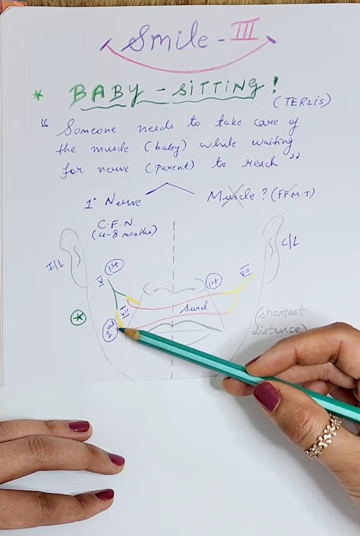 Smile - III
* BABY - SITTING!
(TERZIS)
" Someone needs to take care of
the muscle (baby) while waiting
for nerve (parent) to reach "
1° Nerve
Muscle? (FFMT)
C.F.N.
(4-8 months)
I/L
C/L
V
1st
VII
1st
VII
Sural
2nd
(shortest
distance)